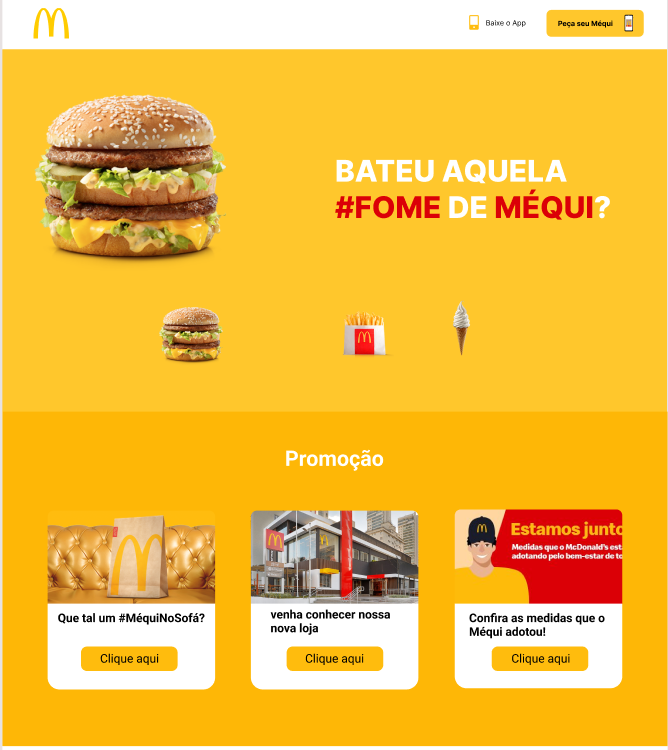 Baixe o App
Peça seu Méqui
BATEU AQUELA
#FOME DE MÉQUI?
Promoção
Estamos junto
Medidas que o McDonald's est
adotando pelo bem-estar de to
Que tal um #MéquiNoSofá?
venha conhecer nossa
nova loja
Confira as medidas que o
Méqui adotou!
Clique aqui
Clique aqui
Clique aqui